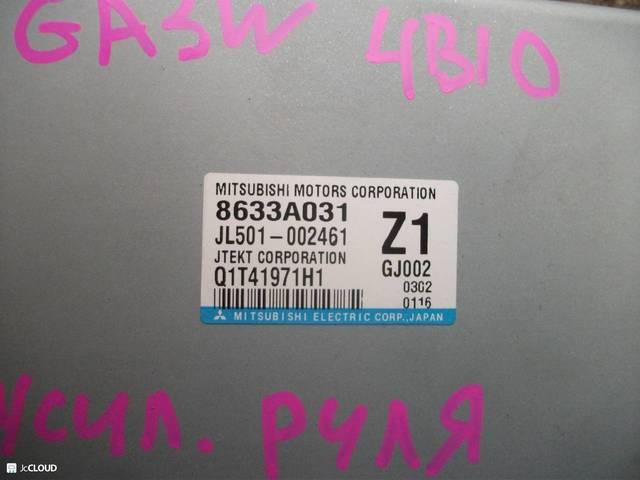 GA3W 4B10
MITSUBISHI MOTORS CORPORATION
8633A031
JL501-002461
Z1
JTEKT CORPORATION
GJ002
Q1T41971H1
0302
0116
MITSUBISHI ELECTRIC CORP.,JAPAN
усил. руля
JcCLOUD